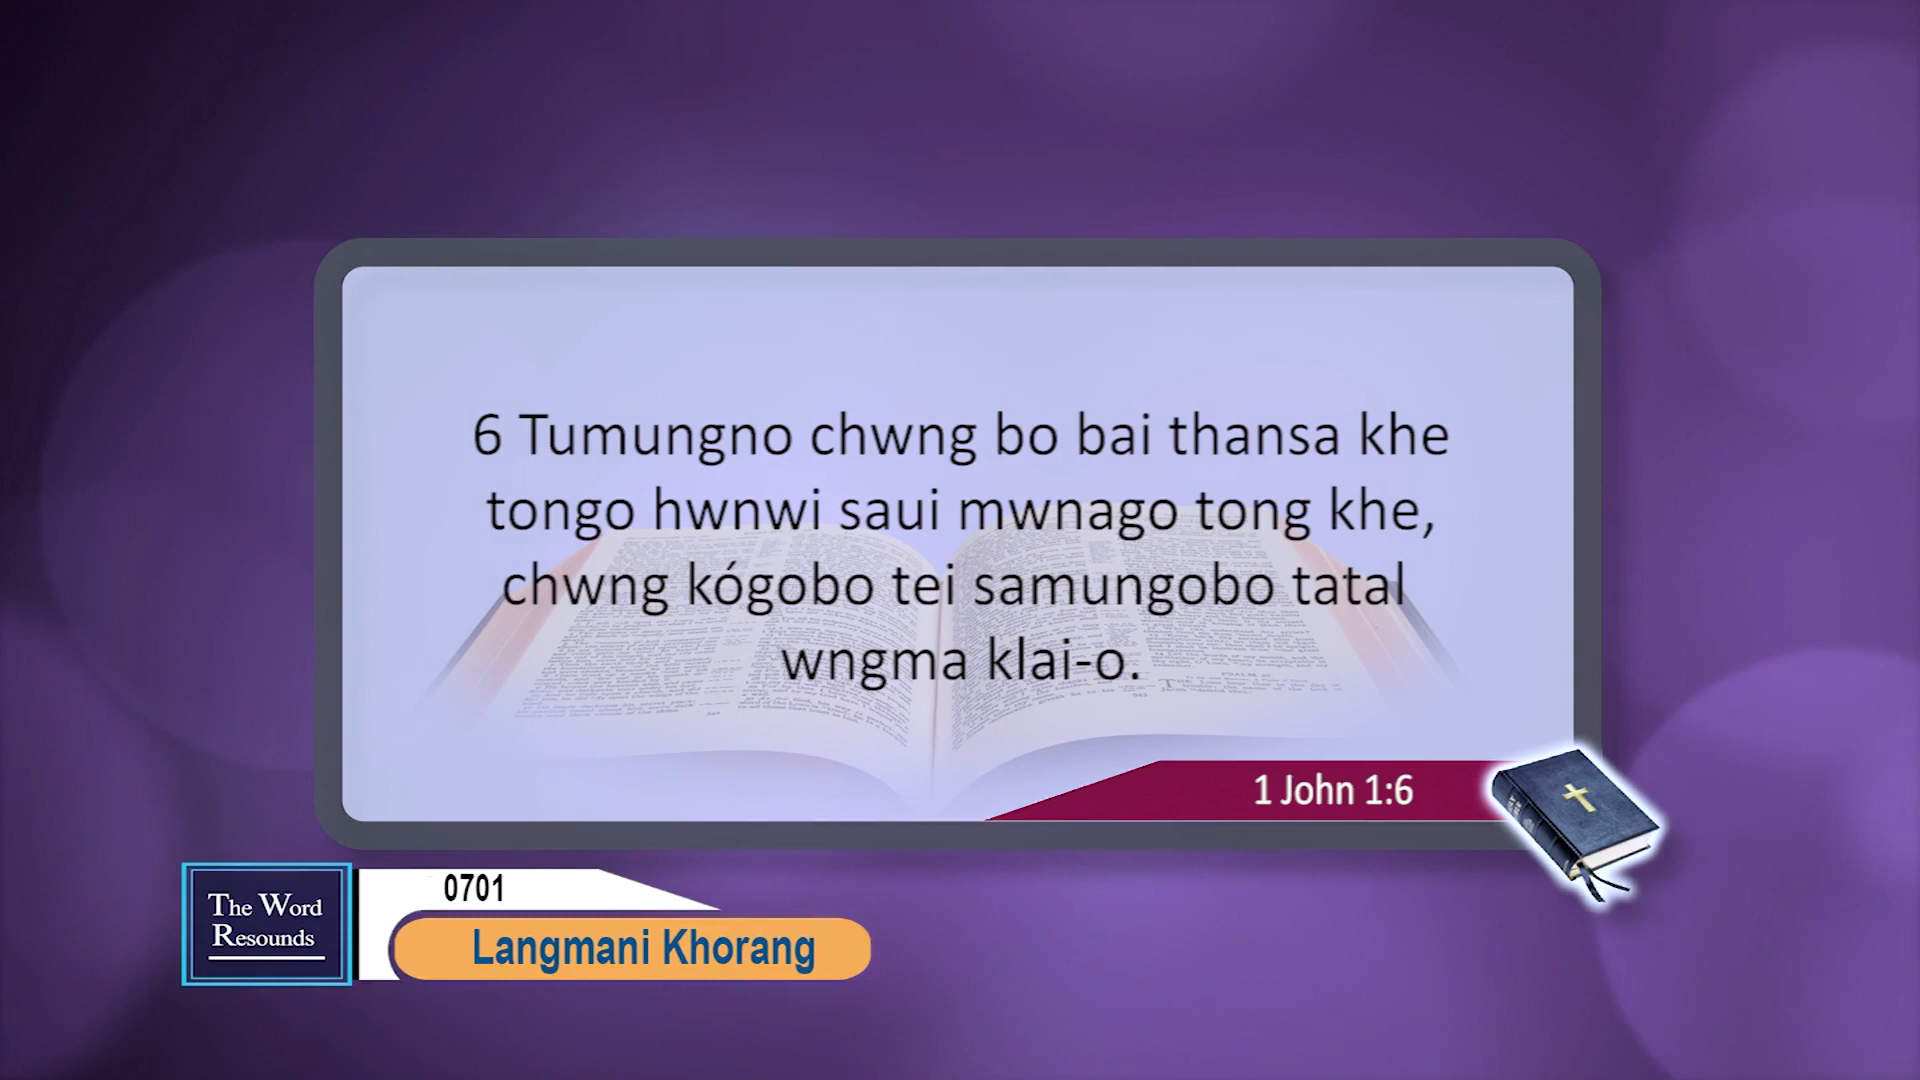 6 Tumungno chwng bo bai thansa khe
tongo hwnwi saui mwnago tong khe,
chwng kógobo tei samungobo tatal
wngma klai-o.
1 John 1:6
The Word
Resounds
0701
Langmani Khorang